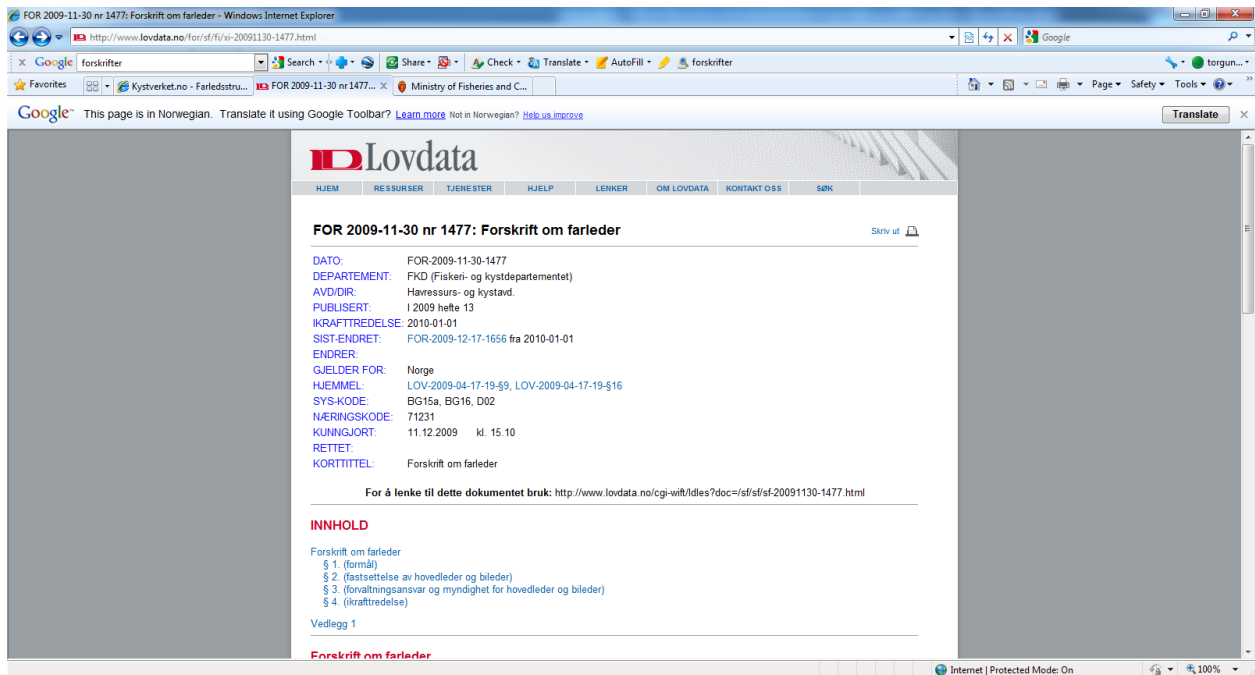 FOR 2009-11-30 nr 1477: Forskrift om farleder - Windows Internet Explorer
http://www.lovdata.no/for/sf/fi/xi-20091130-1477.html
Google
x Google forskrifter Search Share Check Translate AutoFill forskrifter torgun...
Favorites Kystverket.no - Farledsstru... FOR 2009-11-30 nr 1477... x Ministry of Fisheries and C... Page Safety Tools
Google This page is in Norwegian. Translate it using Google Toolbar? Learn more Not in Norwegian? Help us improve Translate
Lovdata
HJEM RESSURSER TJENESTER HJELP LENKER OM LOVDATA KONTAKT OSS SØK
FOR 2009-11-30 nr 1477: Forskrift om farleder Skriv ut
DATO: FOR-2009-11-30-1477
DEPARTEMENT: FKD (Fiskeri- og kystdepartementet)
AVD/DIR: Havressurs- og kystavd.
PUBLISERT: I 2009 hefte 13
IKRAFTTREDELSE: 2010-01-01
SIST-ENDRET: FOR-2009-12-17-1656 fra 2010-01-01
ENDRER:
GJELDER FOR: Norge
HJEMMEL: LOV-2009-04-17-19-§9, LOV-2009-04-17-19-§16
SYS-KODE: BG15a, BG16, D02
NÆRINGSKODE: 71231
KUNNGJORT: 11.12.2009 kl. 15.10
RETTET:
KORTTITTEL: Forskrift om farleder
For å lenke til dette dokumentet bruk: http://www.lovdata.no/cgi-wift/ldles?doc=/sf/sf/sf-20091130-1477.html
INNHOLD
Forskrift om farleder
§ 1. (formål)
§ 2. (fastsettelse av hovedleder og bileder)
§ 3. (forvaltningsansvar og myndighet for hovedleder og bileder)
§ 4. (ikrafttredelse)
Vedlegg 1
Forskrift om farleder
Internet | Protected Mode: On 100%